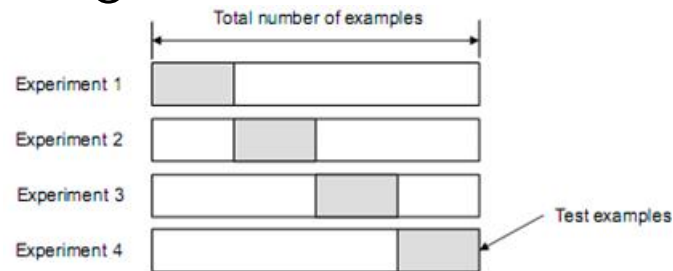 Total number of examples
Experiment 1
Experiment 2
Experiment 3
Test examples
Experiment 4